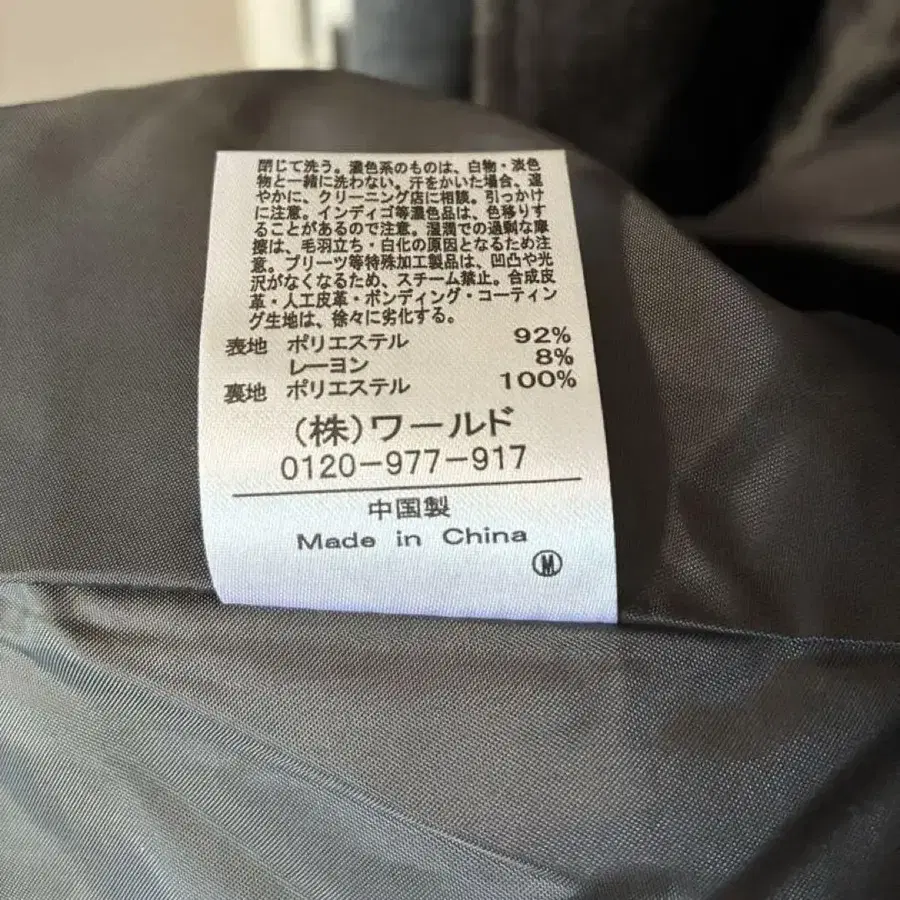 閉じて洗う。濃色系のものは、白物・淡色
物と一緒に洗わない。汗をかいた場合、速
やかに、クリーニング店に相談。引っかけ
に注意。インディゴ等濃色品は、色移りす
ることがあるので注意。湿潤での過剰な摩
擦は、毛羽立ち・白化の原因となるため注
意。プリーツ等特殊加工製品は、凹凸や光
沢がなくなるため、スチーム禁止。合成皮
革・人工皮革・ボンディング・コーティン
グ生地は、徐々に劣化する。
表地 ポリエステル 92%
レーヨン 8%
裏地 ポリエステル 100%
(株)ワールド
0120-977-917
中国製
Made in China
M